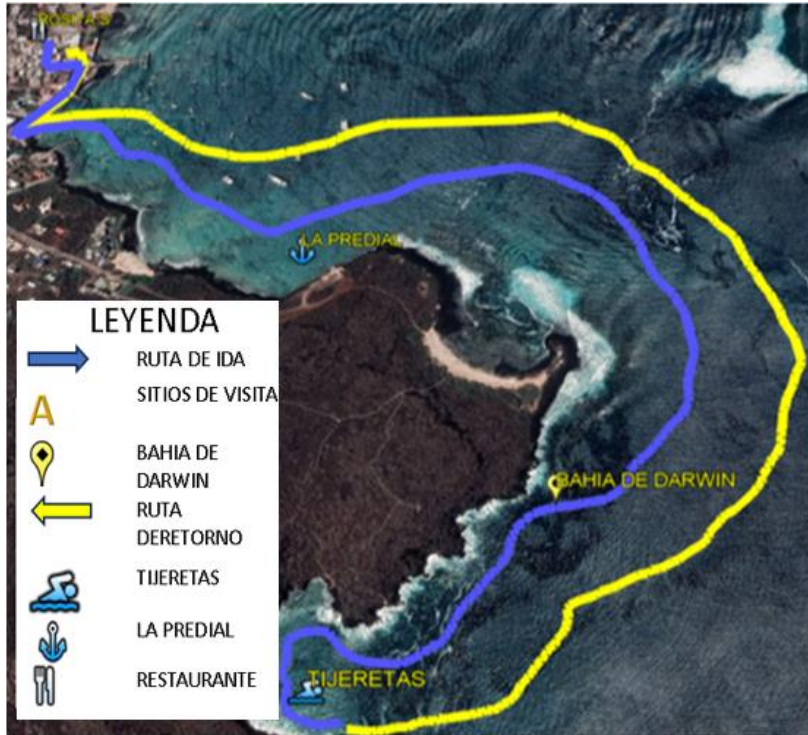 ROSITA'S
LA PREDIAL
BAHIA DE DARWIN
TIJERETAS
LEYENDA
RUTA DE IDA
SITIOS DE VISITA
A
BAHIA DE
DARWIN
RUTA
DERETORNO
TIJERETAS
LA PREDIAL
RESTAURANTE